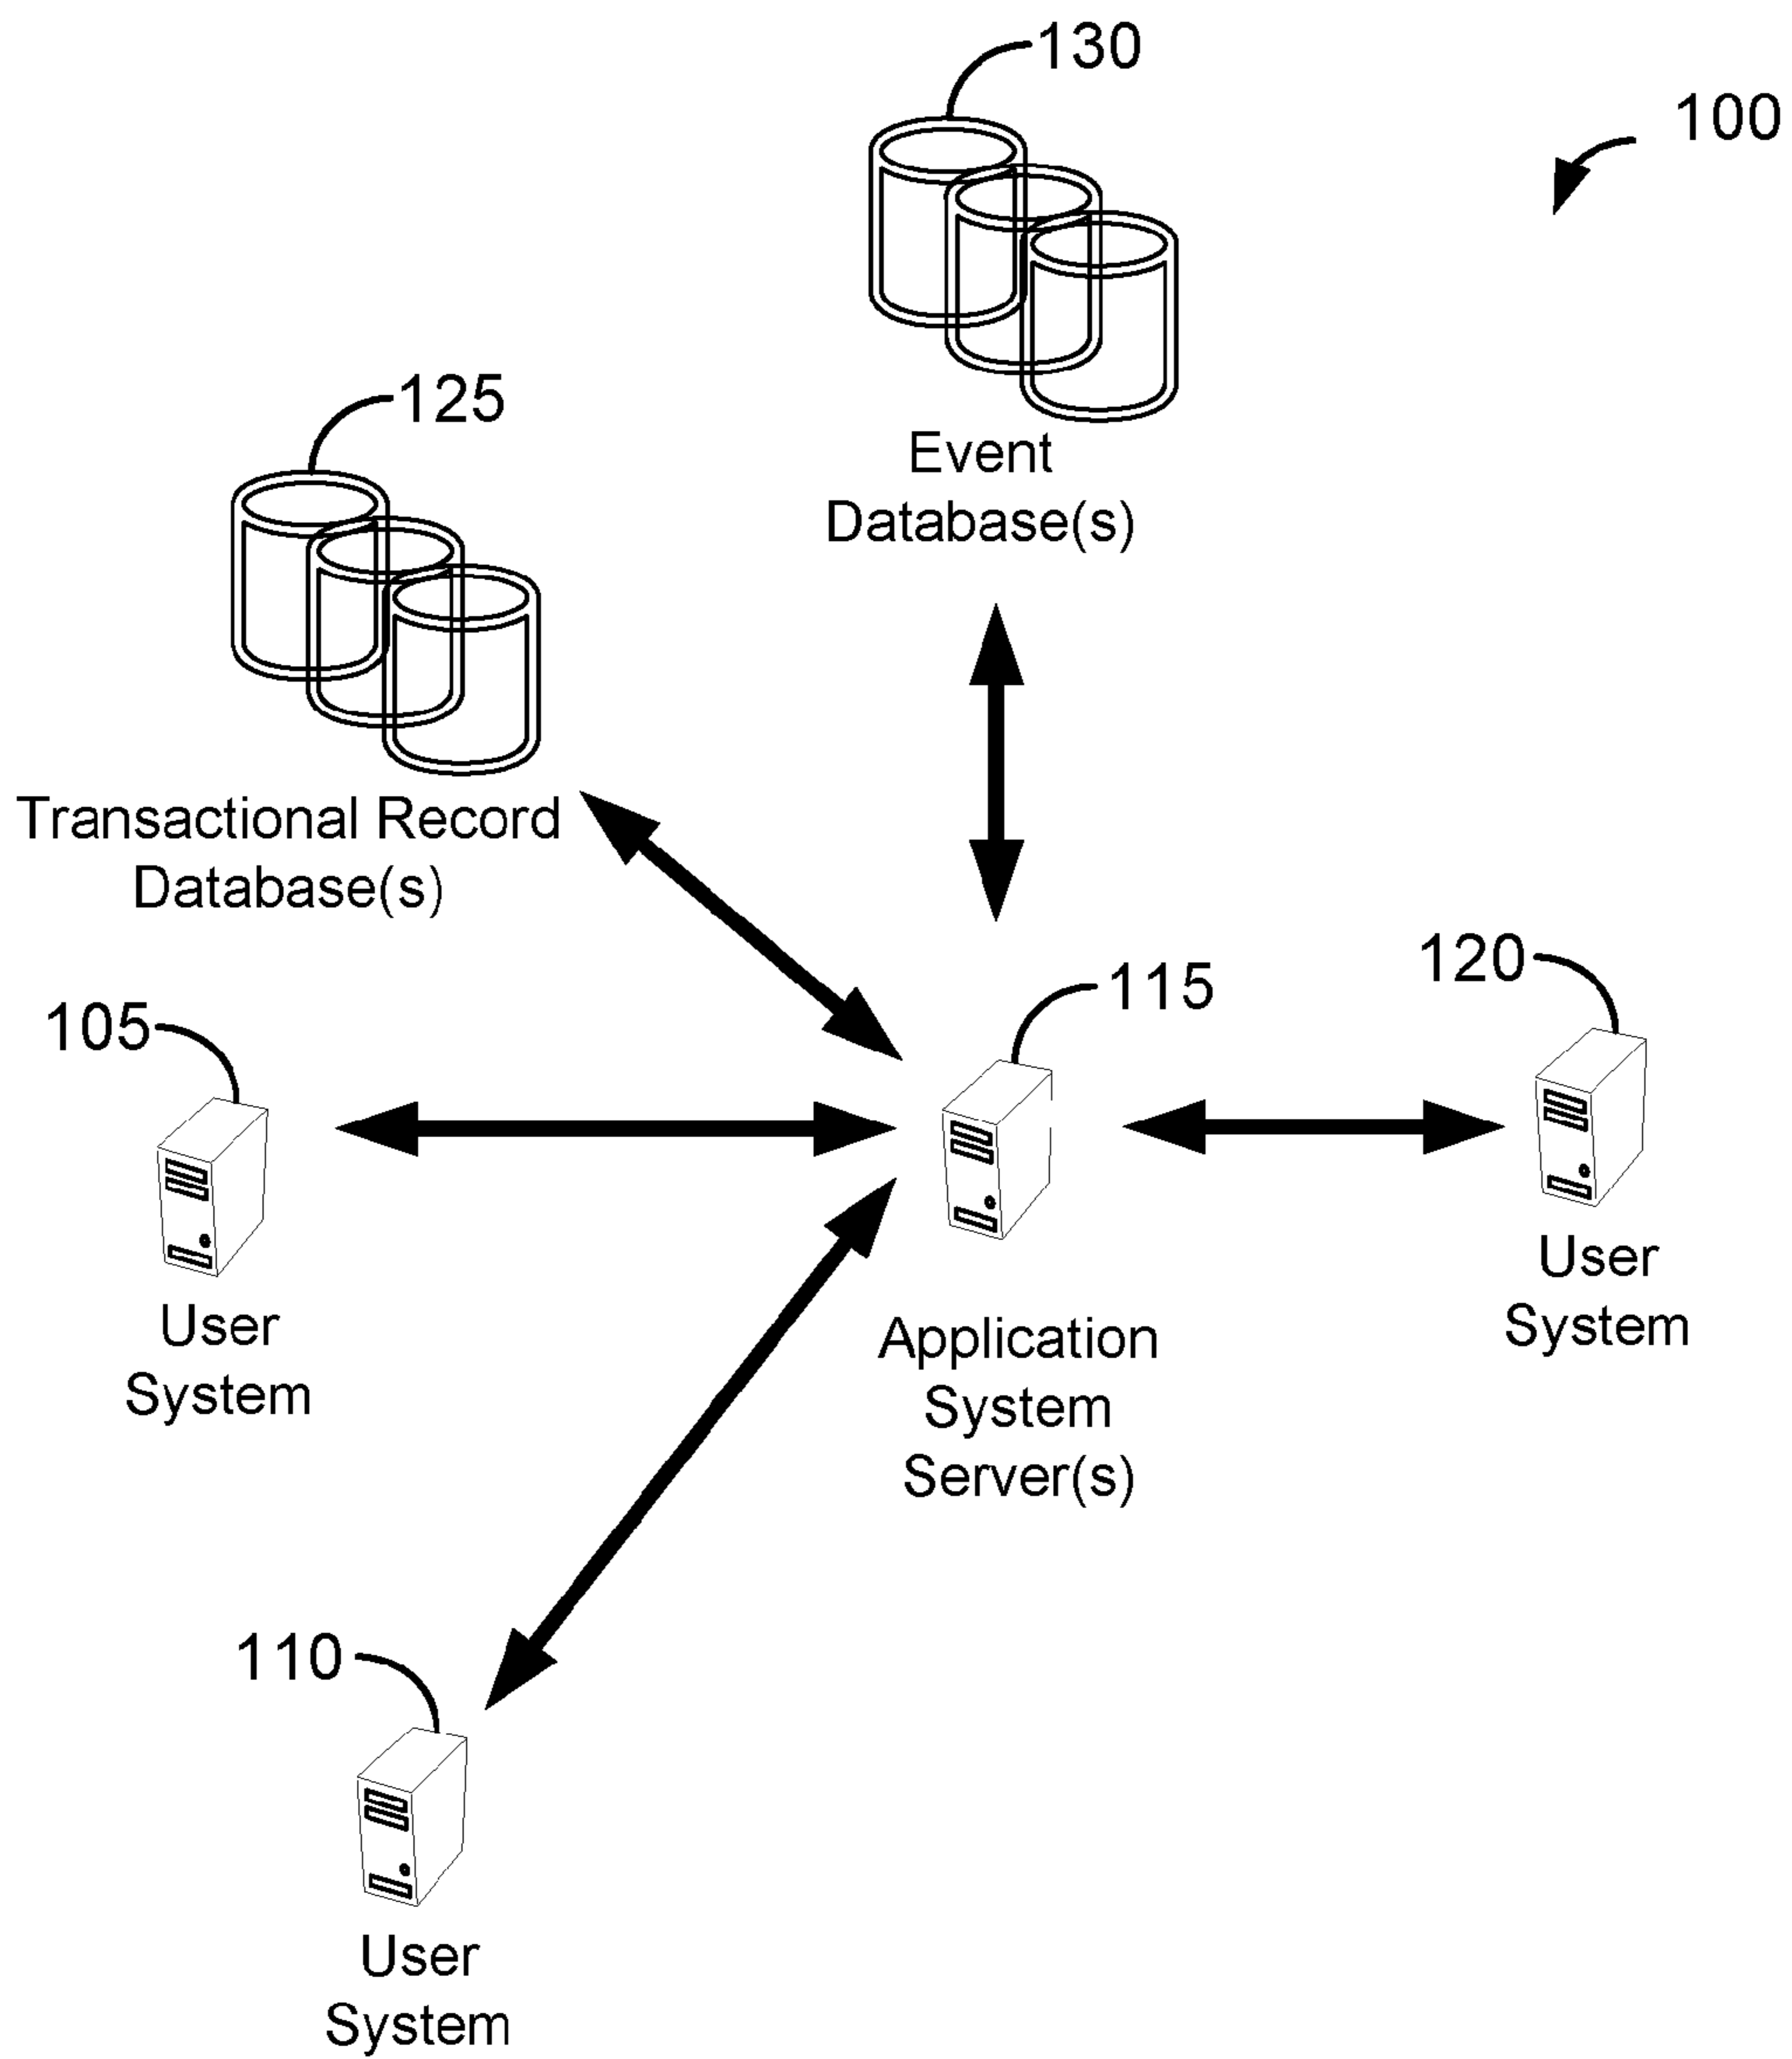 130
100
125
Event
Database(s)
Transactional Record
Database(s)
120
115
105
User
System
User
System
Application
System
Server(s)
110
User
System